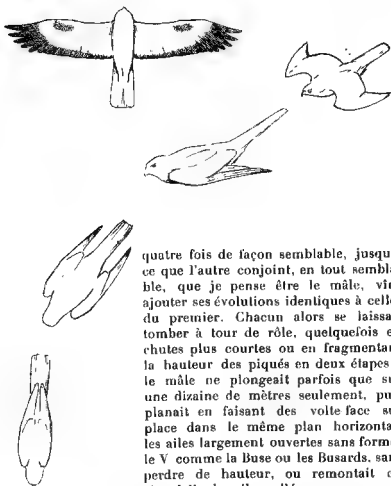 quatre fois de façon semblable, jusqu
ce que l'autre conjoint, en tout sembla
ble, que je pense être le mâle, vin
ajouter ses évolutions identiques à celle
du premier. Chacun alors se laissa
tomber à tour de rôle, quelquefois e
chutes plus courtes ou en fragmentan
la hauteur des piqués en deux étapes
le mâle ne plongeait parfois que su
une dizaine de mètres seulement, pui
planait en faisant des volte face su
place dans le même plan horizonta
les ailes largement ouvertes sans forme
le V comme la Buse ou les Busards. san
perdre de hauteur, ou remontait d